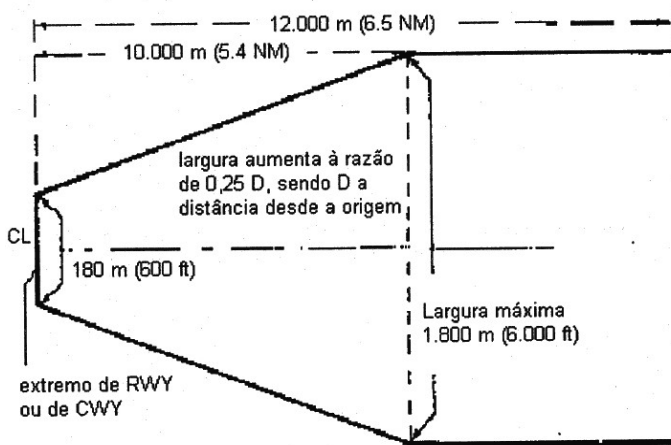 12.000 m (6.5 NM)
10.000 m (5.4 NM)
largura aumenta à razão
de 0,25 D, sendo D a
distância desde a origem
CL
180 m (600 ft)
Largura máxima
1.800 m (6.000 ft)
extremo de RWY
ou de CWY